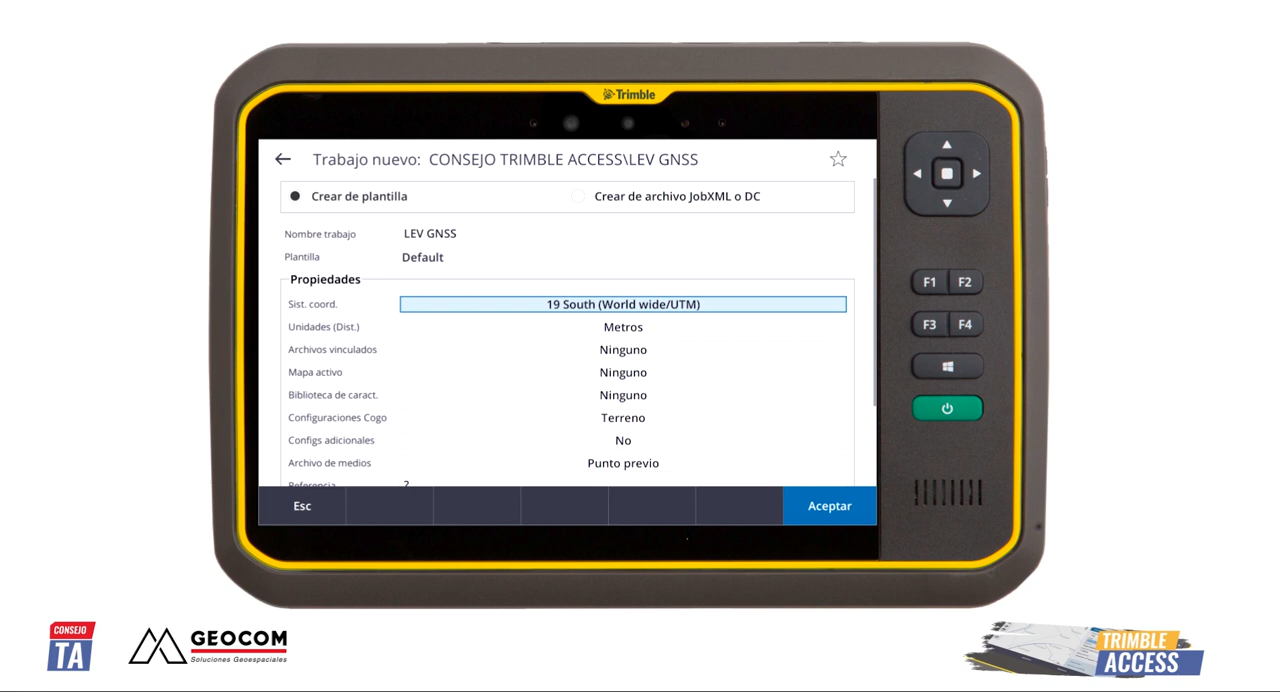 Trimble
Trabajo nuevo: CONSEJO TRIMBLE ACCESS\LEV GNSS
Crear de plantilla
Crear de archivo JobXML o DC
Nombre trabajo LEV GNSS
Plantilla Default
Propiedades
Sist. coord. 19 South (World wide/UTM)
Unidades (Dist.) Metros
Archivos vinculados Ninguno
Mapa activo Ninguno
Biblioteca de caract. Ninguno
Configuraciones Cogo Terreno
Configs adicionales No
Archivo de medios Punto previo
Referencia ?
Esc
Aceptar
F1 F2
F3 F4
CONSEJO
TA
GEOCOM
Soluciones Geoespaciales
TRIMBLE
ACCESS